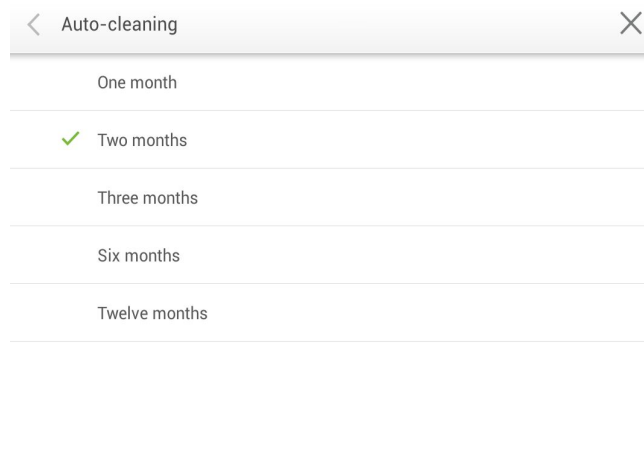 Auto-cleaning
One month
Two months
Three months
Six months
Twelve months